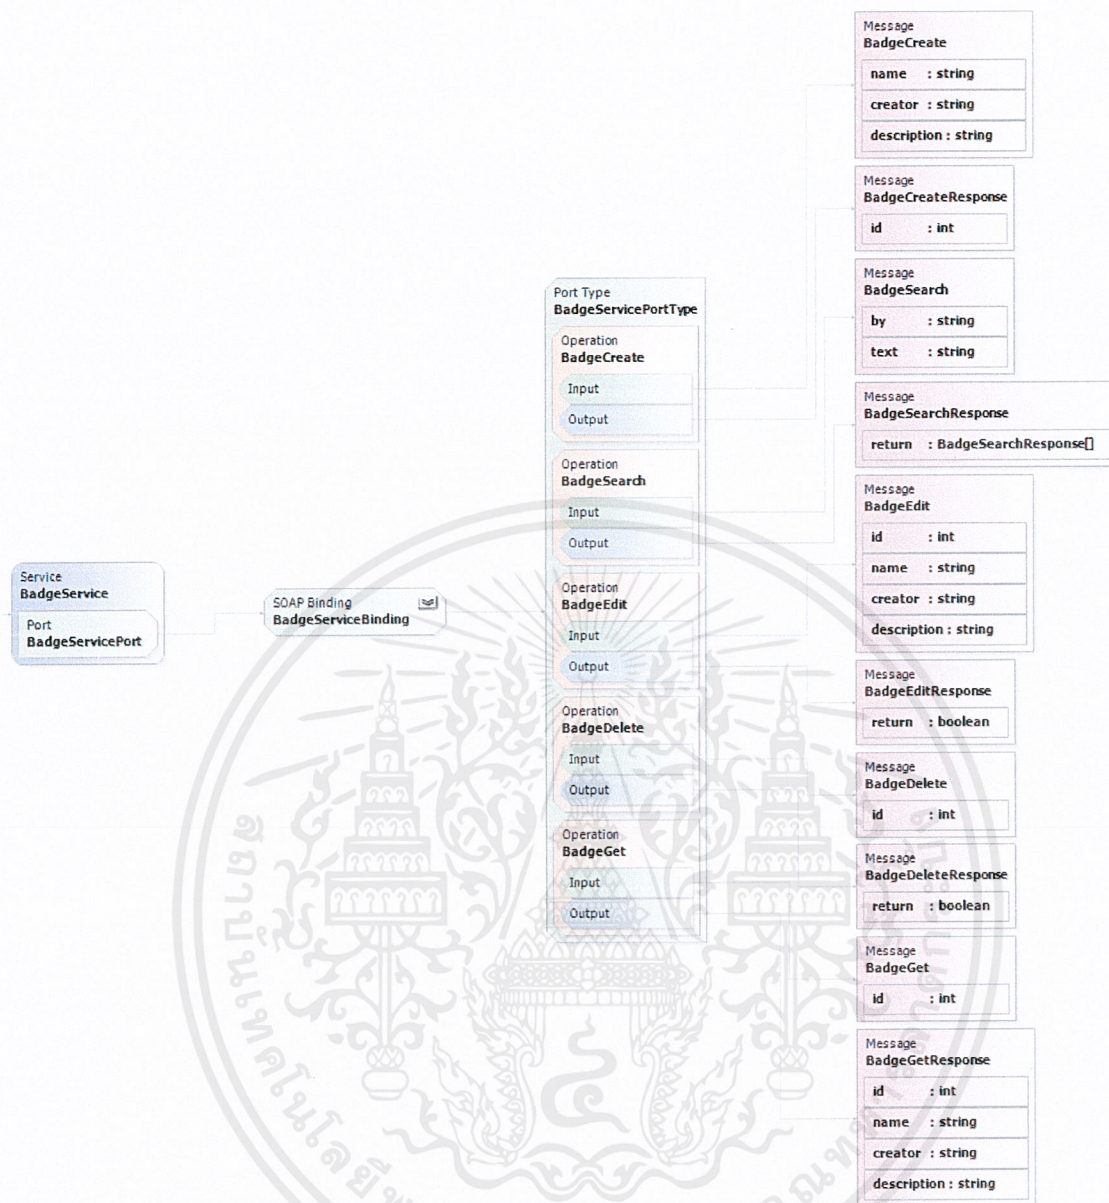 Service
BadgeService
Port
BadgeServicePort
SOAP Binding
BadgeServiceBinding
Port Type
BadgeServicePortType
Operation
BadgeCreate
Input
Output
Operation
BadgeSearch
Input
Output
Operation
BadgeEdit
Input
Output
Operation
BadgeDelete
Input
Output
Operation
BadgeGet
Input
Output
Message
BadgeCreate
name : string
creator : string
description : string
Message
BadgeCreateResponse
id : int
Message
BadgeSearch
by : string
text : string
Message
BadgeSearchResponse
return : BadgeSearchResponse[]
Message
BadgeEdit
id : int
name : string
creator : string
description : string
Message
BadgeEditResponse
return : boolean
Message
BadgeDelete
id : int
Message
BadgeDeleteResponse
return : boolean
Message
BadgeGet
id : int
Message
BadgeGetResponse
id : int
name : string
creator : string
description : string